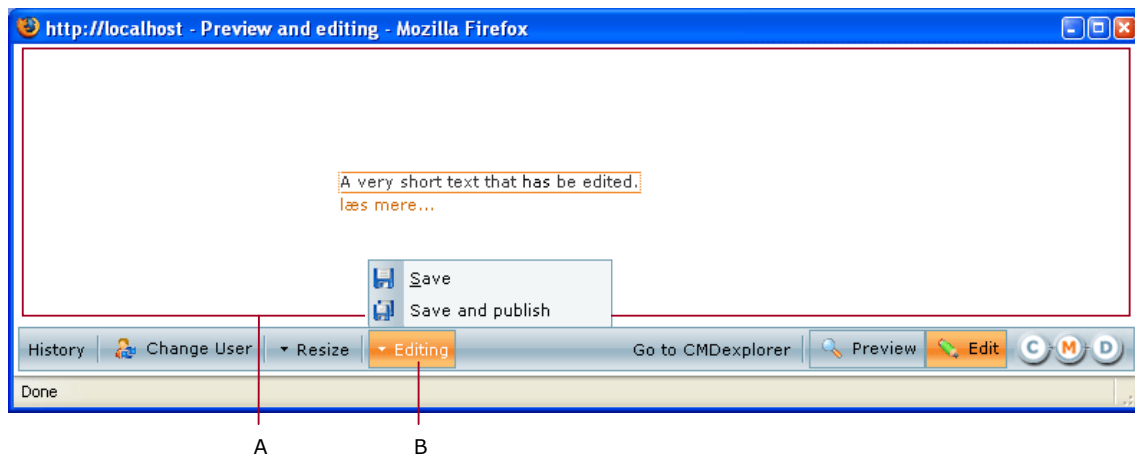 http://localhost - Preview and editing - Mozilla Firefox
A very short text that has be edited.
læs mere...
Save
Save and publish
History Change User Resize Editing Go to CMDexplorer Preview Edit C M D
Done
A B